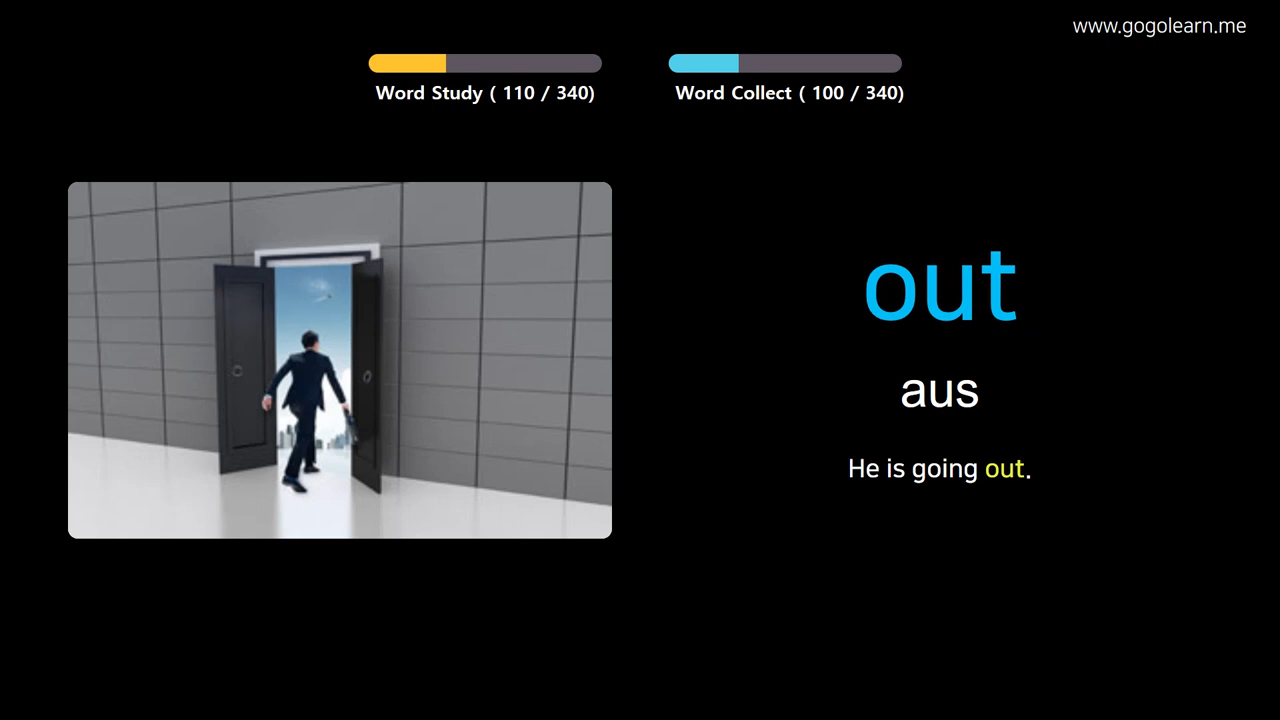 www.gogolearn.me
Word Study ( 110 / 340)
Word Collect ( 100 / 340)
out
aus
He is going out.